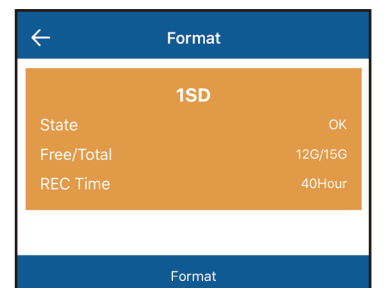 Format
1SD
State OK
Free/Total 12G/15G
REC Time 40Hour
Format